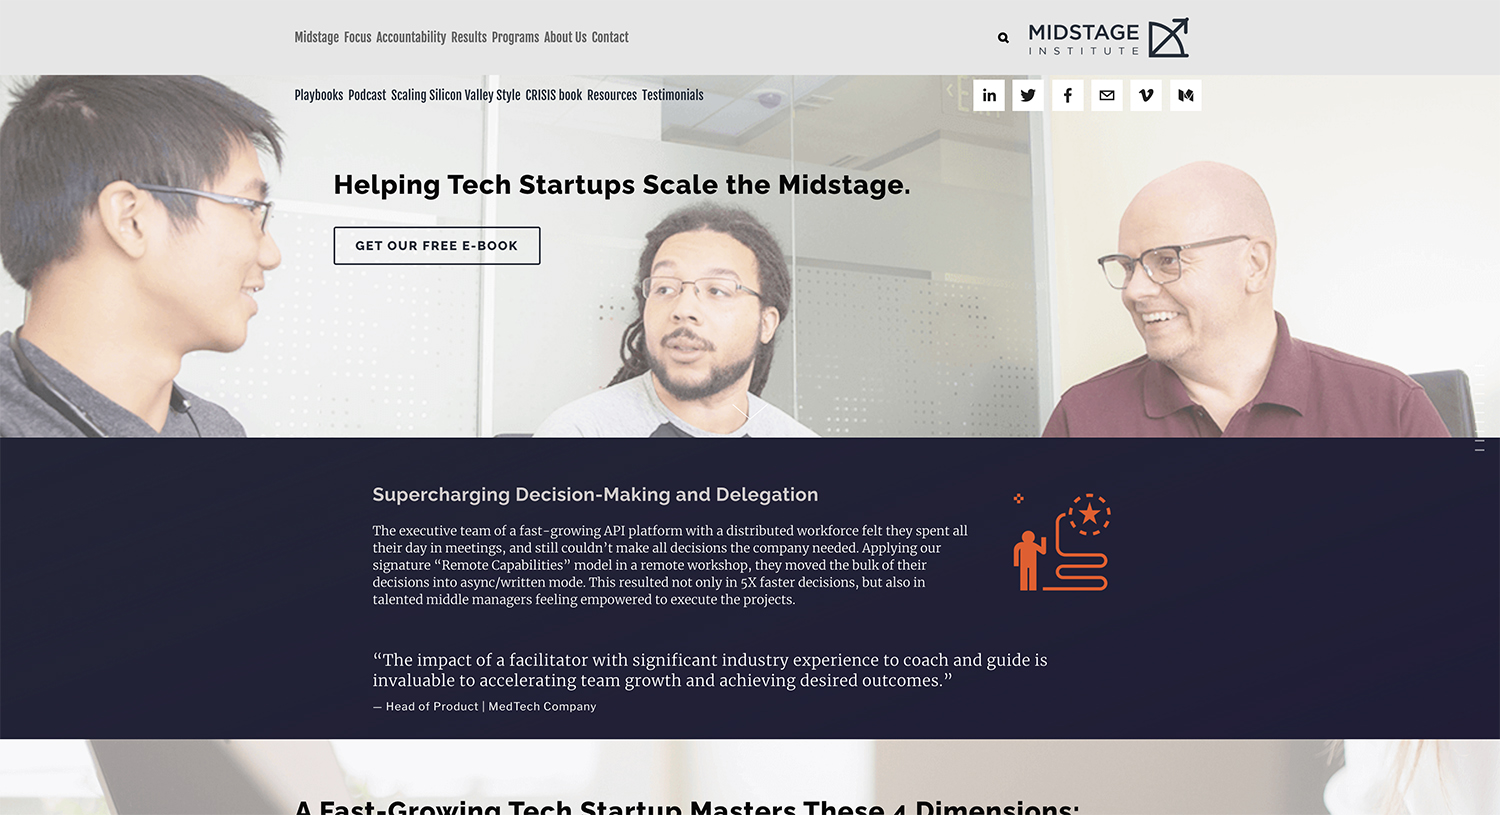 Midstage Focus Accountability Results Programs About Us Contact
MIDSTAGE
INSTITUTE
Playbooks Podcast Scaling Silicon Valley Style CRISIS book Resources Testimonials
Helping Tech Startups Scale the Midstage.
GET OUR FREE E-BOOK
Supercharging Decision-Making and Delegation
The executive team of a fast-growing API platform with a distributed workforce felt they spent all
their day in meetings, and still couldn’t make all decisions the company needed. Applying our
signature “Remote Capabilities” model in a remote workshop, they moved the bulk of their
decisions into async/written mode. This resulted not only in 5X faster decisions, but also in
talented middle managers feeling empowered to execute the projects.
“The impact of a facilitator with significant industry experience to coach and guide is
invaluable to accelerating team growth and achieving desired outcomes.”
— Head of Product | MedTech Company
A Fast-Growing Tech Startup Masters These 4 Dimensions: